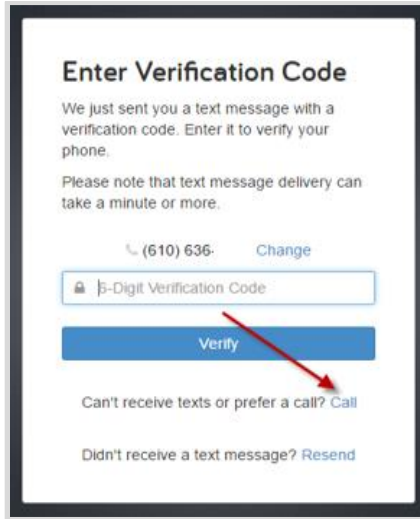 Enter Verification Code
We just sent you a text message with a
verification code. Enter it to verify your
phone.
Please note that text message delivery can
take a minute or more.
(610) 636- Change
6-Digit Verification Code
Verify
Can't receive texts or prefer a call? Call
Didn't receive a text message? Resend